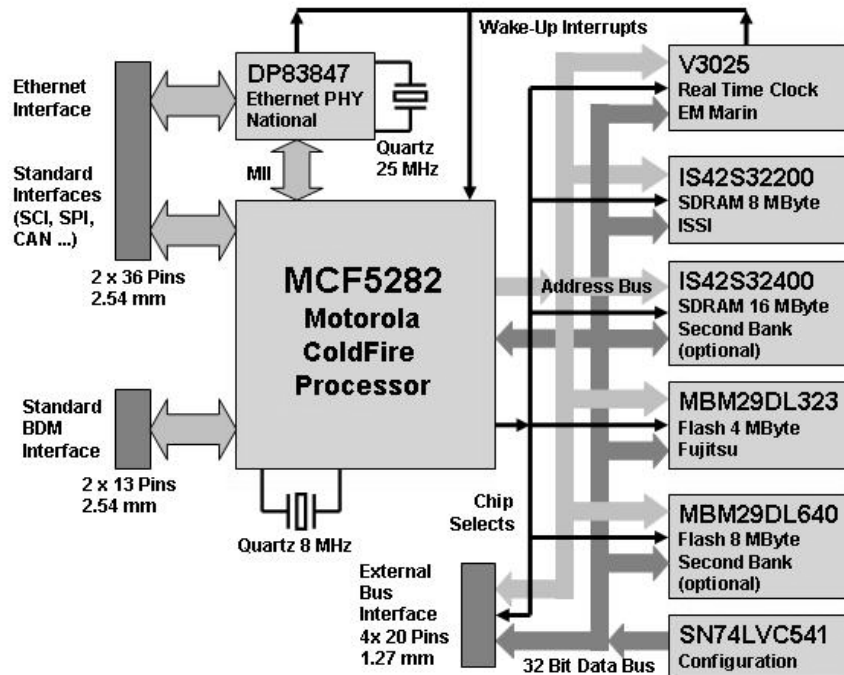 Wake-Up Interrupts
Ethernet
Interface
DP83847
Ethernet PHY
National
Quartz
25 MHz
MII
Standard
Interfaces
(SCI, SPI,
CAN ...)
2 x 36 Pins
2.54 mm
MCF5282
Motorola
ColdFire
Processor
Standard
BDM
Interface
2 x 13 Pins
2.54 mm
Quartz 8 MHz
Address Bus
Chip
Selects
External
Bus
Interface
4x 20 Pins
1.27 mm
32 Bit Data Bus
V3025
Real Time Clock
EM Marin
IS42S32200
SDRAM 8 MByte
ISSI
IS42S32400
SDRAM 16 MByte
Second Bank
(optional)
MBM29DL323
Flash 4 MByte
Fujitsu
MBM29DL640
Flash 8 MByte
Second Bank
(optional)
SN74LVC541
Configuration